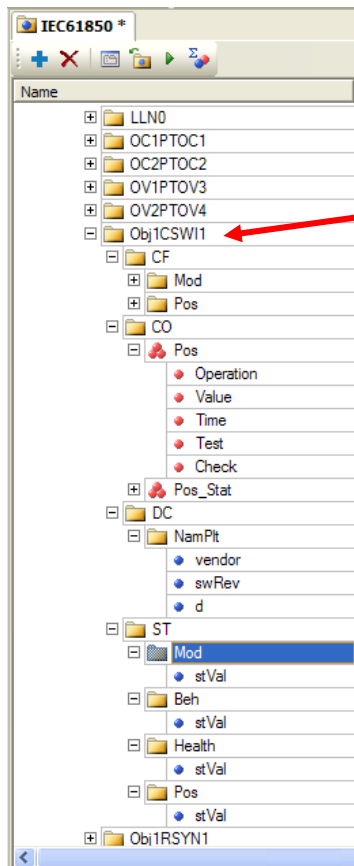 IEC61850 *
Name
LLN0
OC1PTOC1
OC2PTOC2
OV1PTOV3
OV2PTOV4
Obj1CSWI1
CF
Mod
Pos
CO
Pos
Operation
Value
Time
Test
Check
Pos_Stat
DC
NamPlt
vendor
swRev
d
ST
Mod
stVal
Beh
stVal
Health
stVal
Pos
stVal
Obj1RSYN1